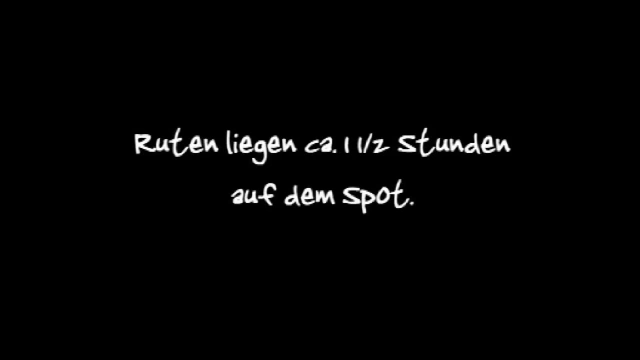 Ruten liegen ca. 1 1/2 Stunden
auf dem Spot.